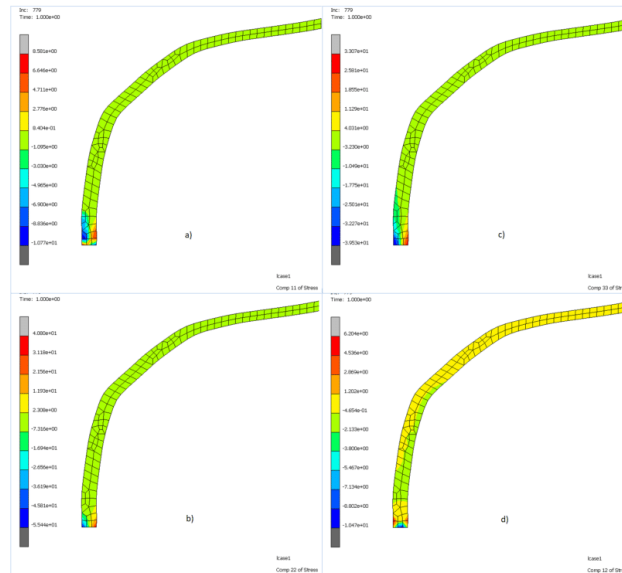 Inc: 779
Time: 1.000e+00
8.581e+00
6.646e+00
4.711e+00
2.776e+00
8.404e-01
-1.095e+00
-3.030e+00
-4.965e+00
-6.900e+00
-8.836e+00
-1.077e+01
a)
lcase1
Comp 11 of Stress
Inc: 779
Time: 1.000e+00
3.307e+01
2.581e+01
1.855e+01
1.129e+01
4.031e+00
-3.230e+00
-1.049e+01
-1.775e+01
-2.501e+01
-3.227e+01
-3.953e+01
c)
lcase1
Comp 33 of Stress
Time: 1.000e+00
4.080e+01
3.118e+01
2.156e+01
1.193e+01
2.308e+00
-7.316e+00
-1.694e+01
-2.656e+01
-3.619e+01
-4.581e+01
-5.544e+01
b)
lcase1
Comp 22 of Stress
Time: 1.000e+00
6.204e+00
4.536e+00
2.869e+00
1.202e+00
-4.654e-01
-2.133e+00
-3.800e+00
-5.467e+00
-7.134e+00
-8.802e+00
-1.047e+01
d)
lcase1
Comp 12 of Stress